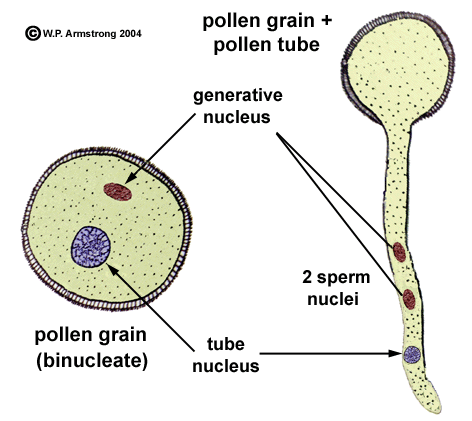 © W.P. Armstrong 2004
pollen grain +
pollen tube
generative
nucleus
2 sperm
nuclei
pollen grain
(binucleate)
tube
nucleus